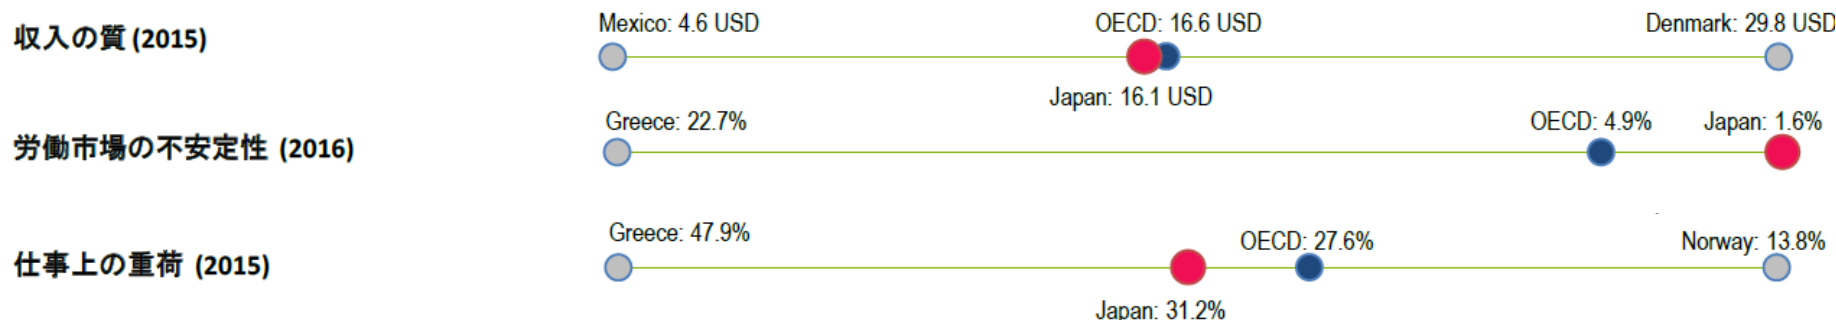 Mexico: 4.6 USD OECD: 16.6 USD Denmark: 29.8 USD
収入の質 (2015)
Japan: 16.1 USD
Greece: 22.7% OECD: 4.9% Japan: 1.6%
労働市場の不安定性 (2016)
Greece: 47.9% OECD: 27.6% Norway: 13.8%
仕事上の重荷 (2015)
Japan: 31.2%